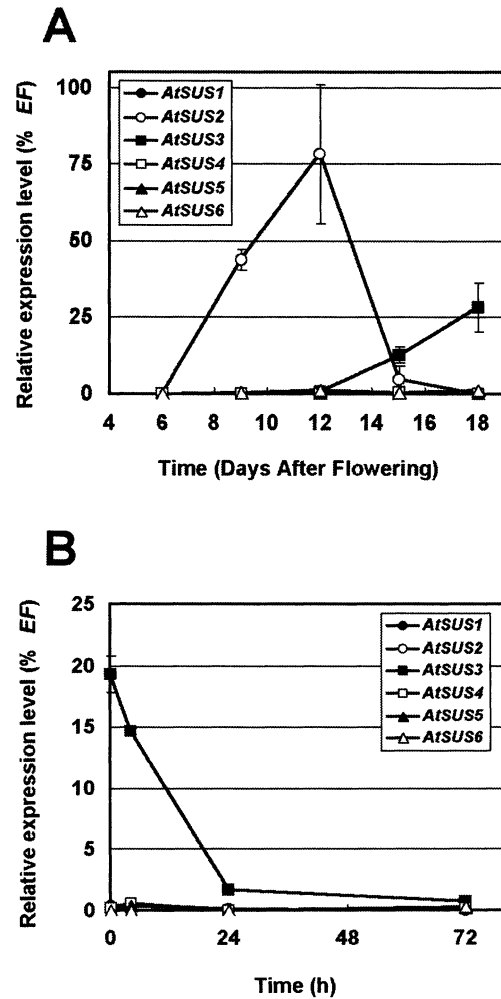 A
Relative expression level (% EF)
100
75
50
25
0
AtSUS1
AtSUS2
AtSUS3
AtSUS4
AtSUS5
AtSUS6
4 6 8 10 12 14 16 18
Time (Days After Flowering)
B
Relative expression level (% EF)
25
20
15
10
5
0
AtSUS1
AtSUS2
AtSUS3
AtSUS4
AtSUS5
AtSUS6
0 24 48 72
Time (h)